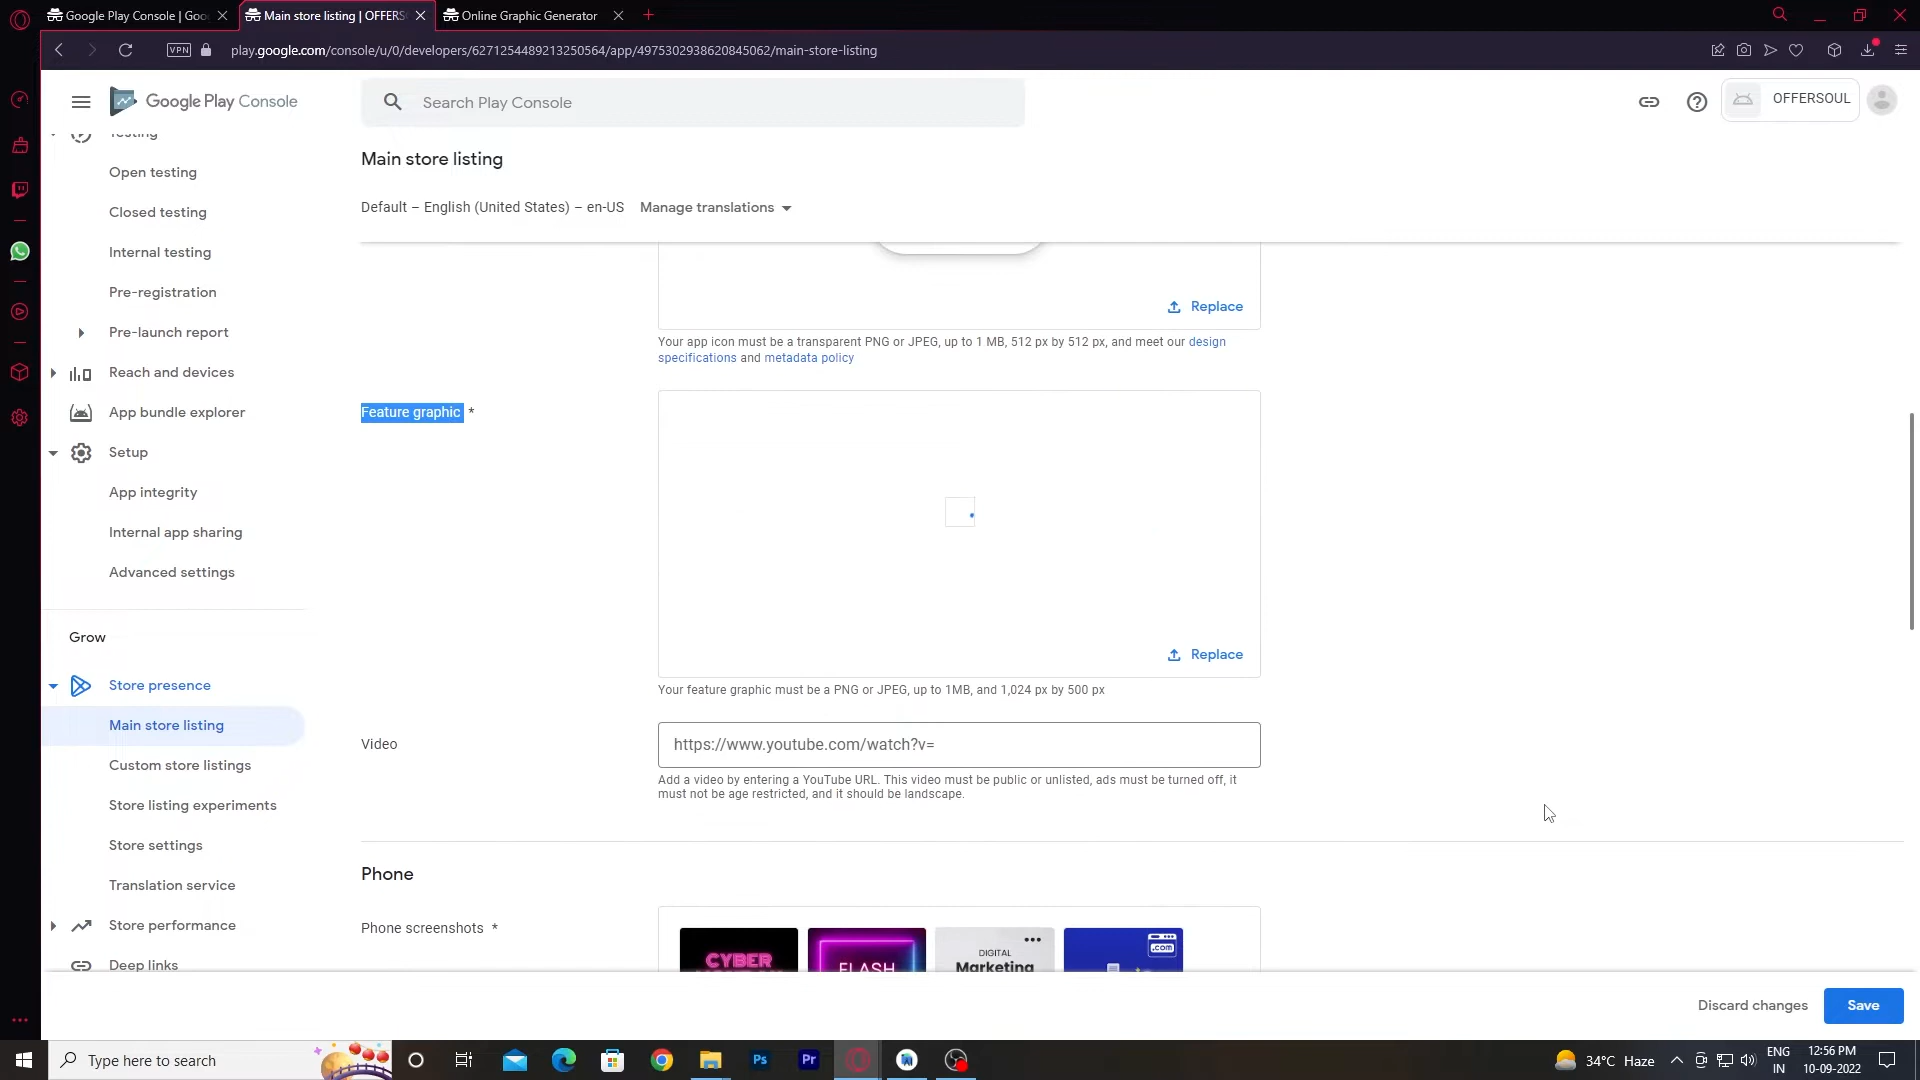 Google Play Console | Goo
Main store listing | OFFERS
Online Graphic Generator
VPN
play.google.com/console/u/0/developers/6271254489213250564/app/4975302938620845062/main-store-listing
Google Play Console
Search Play Console
OFFERSOUL
Testing
Open testing
Closed testing
Internal testing
Pre-registration
Pre-launch report
Reach and devices
App bundle explorer
Setup
App integrity
Internal app sharing
Advanced settings
Grow
Store presence
Main store listing
Custom store listings
Store listing experiments
Store settings
Translation service
Store performance
Deep links
Main store listing
Default – English (United States) – en-US Manage translations
Replace
Your app icon must be a transparent PNG or JPEG, up to 1 MB, 512 px by 512 px, and meet our design
specifications and metadata policy
Feature graphic *
Replace
Your feature graphic must be a PNG or JPEG, up to 1MB, and 1,024 px by 500 px
Video
https://www.youtube.com/watch?v=
Add a video by entering a YouTube URL. This video must be public or unlisted, ads must be turned off, it
must not be age restricted, and it should be landscape.
Phone
Phone screenshots *
CYBER
FLASH
DIGITAL
Marketing
.com
Discard changes
Save
Type here to search
Ps
Pr
34°C Haze
ENG
IN
12:56 PM
10-09-2022